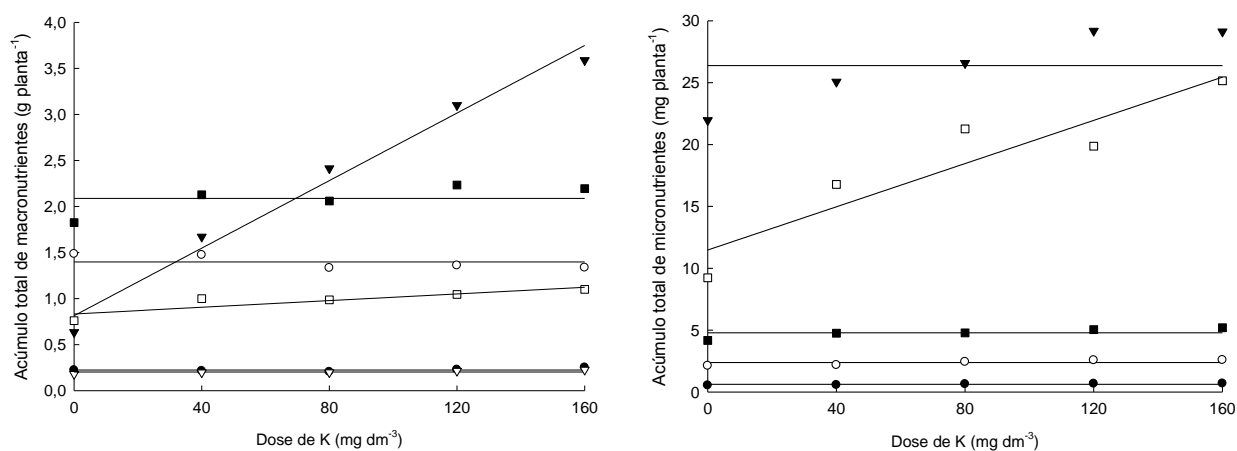 Acúmulo total de macronutrientes (g planta-1)
4,0
3,5
3,0
2,5
2,0
1,5
1,0
0,5
0,0
0 40 80 120 160
Dose de K (mg dm-3)
Acúmulo total de micronutrientes (mg planta-1)
30
25
20
15
10
5
0
0 40 80 120 160
Dose de K (mg dm-3)